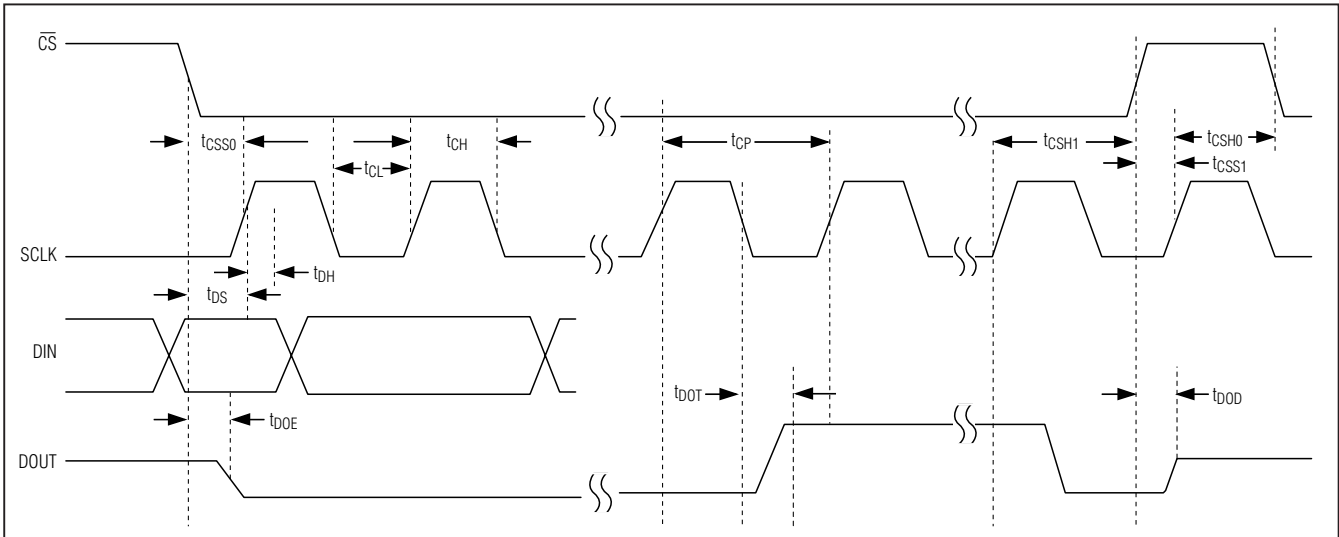 CS
tCSS0
tCH
tCP
tCSH1
tCSH0
tCL
tCSS1
SCLK
tDH
tDS
DIN
tDOT
tDOD
tDOE
DOUT